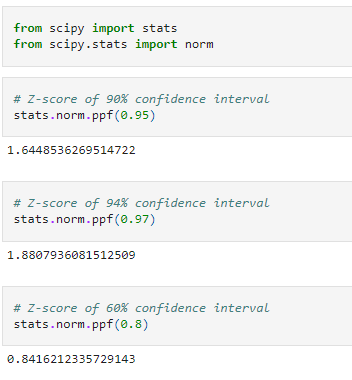 from scipy import stats
from scipy.stats import norm
# Z-score of 90% confidence interval
stats.norm.ppf(0.95)
1.6448536269514722
# Z-score of 94% confidence interval
stats.norm.ppf(0.97)
1.8807936081512509
# Z-score of 60% confidence interval
stats.norm.ppf(0.8)
0.8416212335729143